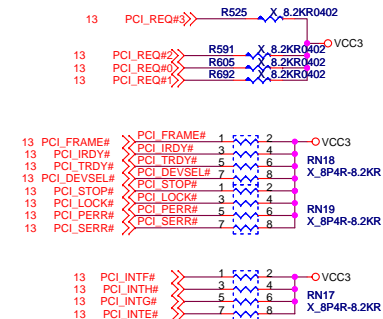 13 PCI_REQ#3 R525 X_8.2KR0402
VCC3
13 PCI_REQ#2 R591 X_8.2KR0402
13 PCI_REQ#0 R605 X_8.2KR0402
13 PCI_REQ#1 R692 X_8.2KR0402
13 PCI_FRAME# PCI_FRAME# 1 2 VCC3
13 PCI_IRDY# PCI_IRDY# 3 4
13 PCI_TRDY# PCI_TRDY# 5 6 RN18
13 PCI_DEVSEL# PCI_DEVSEL# 7 8 X_8P4R-8.2KR
13 PCI_STOP# PCI_STOP# 1 2
13 PCI_LOCK# PCI_LOCK# 3 4
13 PCI_PERR# PCI_PERR# 5 6 RN19
13 PCI_SERR# PCI_SERR# 7 8 X_8P4R-8.2KR
13 PCI_INTF# 1 2 VCC3
13 PCI_INTH# 3 4
13 PCI_INTG# 5 6 RN17
13 PCI_INTE# 7 8 X_8P4R-8.2KR